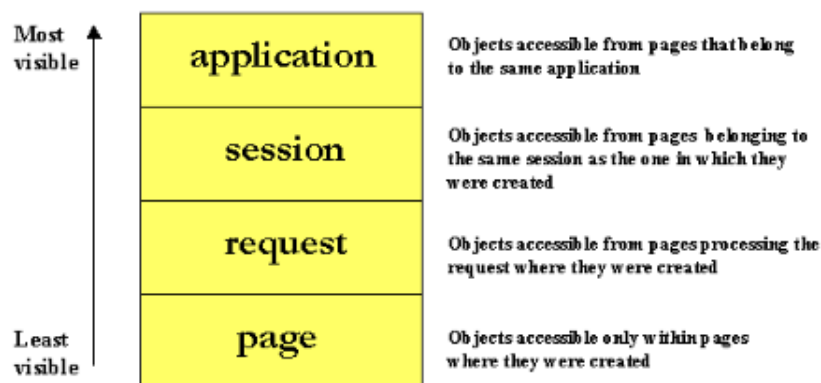 Most
visible
application
Objects accessible from pages that belong
to the same application
session
Objects accessible from pages belonging to
the same session as the one in which they
were created
request
Objects accessible from pages processing the
request where they were created
Least
visible
page
Objects accessible only within pages
where they were created